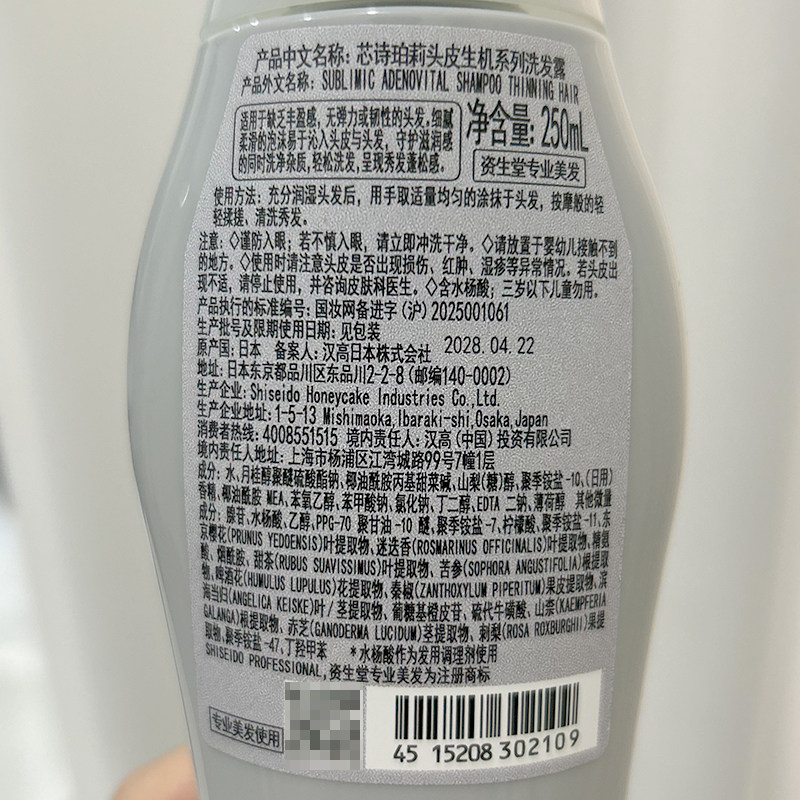 产品中文名称：芯诗珀莉头皮生机系列洗发露
产品外文名称：SUBLIMIC ADENOVITAL SHAMPOO THINNING HAIR
适用于缺乏丰盈感，无弹力或韧性的头发。细腻
柔滑的泡沫易于沁入头皮与头发，守护滋润感
的同时洗净杂质，轻松洗发，呈现秀发蓬松感。
净含量：250mL
资生堂专业美发
使用方法：充分润湿头发后，用手取适量均匀的涂抹于头发，按摩般的轻
轻揉搓、清洗秀发。
注意：◇谨防入眼；若不慎入眼，请立即冲洗干净。◇请放置于婴幼儿接触不到
的地方。◇使用时请注意头皮是否出现损伤、红肿、湿疹等异常情况。若头皮出
现不适，请停止使用，并咨询皮肤科医生。◇含水杨酸；三岁以下儿童勿用。
产品执行的标准编号：国妆网备进字（沪）2025001061
生产批号及限期使用日期：见包装
原产国：日本 备案人：汉高日本株式会社 2028.04.22
地址：日本东京都品川区东品川2-2-8（邮编140-0002）
生产企业：Shiseido Honeycake Industries Co.,Ltd.
生产企业地址：1-5-13 Mishimaoka,Ibaraki-shi,Osaka,Japan
消费者热线：4008551515 境内责任人：汉高（中国）投资有限公司
境内责任人地址：上海市杨浦区江湾城路99号7幢1层
成分：水、月桂醇聚醚硫酸酯钠、椰油酰胺丙基甜菜碱、山梨（糖）醇、聚季铵盐-10、（日用）
香精、椰油酰胺 MEA、苯氧乙醇、苯甲酸钠、氯化钠、丁二醇、EDTA 二钠、薄荷醇 其他微量
成分：腺苷、水杨酸、乙醇、PPG-70 聚甘油-10 醚、聚季铵盐-7、柠檬酸、聚季铵盐-11、东
京樱花(PRUNUS YEDOENSIS)叶提取物、迷迭香(ROSMARINUS OFFICINALIS)叶提取物、精氨
酸、烟酰胺、甜茶(RUBUS SUAVISSIMUS)叶提取物、苦参(SOPHORA ANGUSTIFOLIA)根提取
物、啤酒花(HUMULUS LUPULUS)花提取物、秦椒(ZANTHOXYLUM PIPERITUM)果皮提取物、滨
海当归(ANGELICA KEISKE)叶/茎提取物、葡糖基橙皮苷、硫代牛磺酸、山柰(KAEMPFERIA
GALANGA)根提取物、赤芝(GANODERMA LUCIDUM)茎提取物、刺梨(ROSA ROXBURGHII)果提
取物、聚季铵盐-47、丁羟甲苯 *水杨酸作为发用调理剂使用
SHISEIDO PROFESSIONAL,资生堂专业美发为注册商标
专业美发使用
45 15208 302109